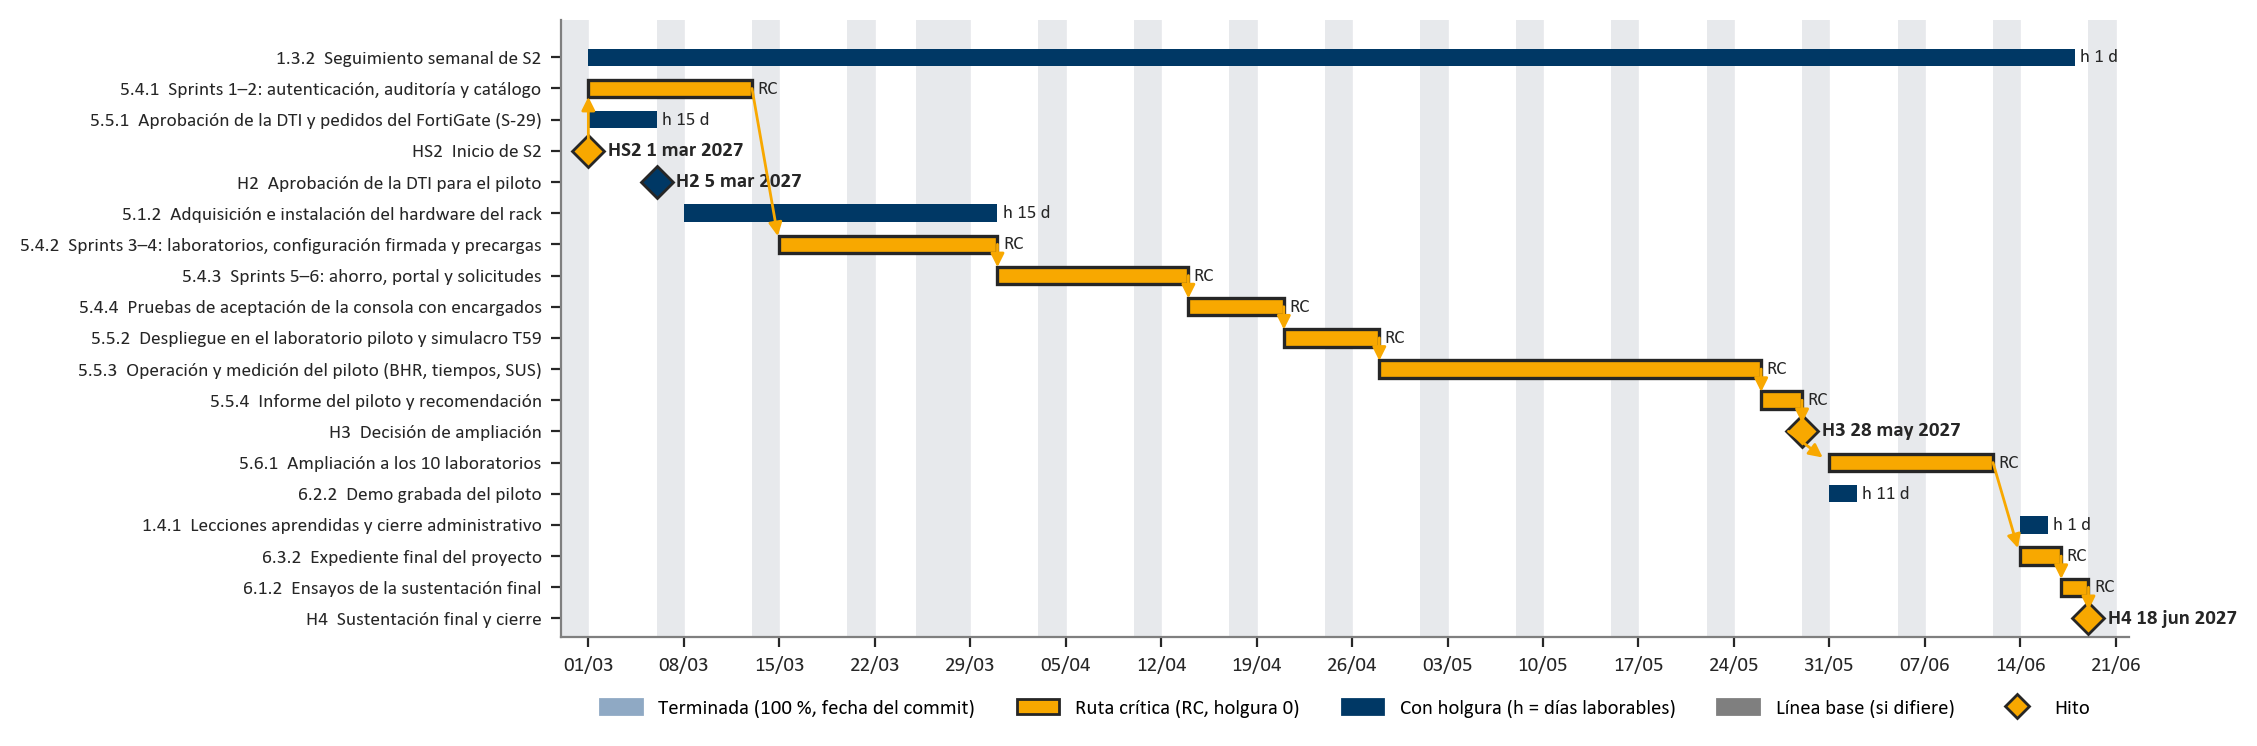 1.3.2 Seguimiento semanal de S2 h 1 d
5.4.1 Sprints 1–2: autenticación, auditoría y catálogo RC
5.5.1 Aprobación de la DTI y pedidos del FortiGate (S-29) h 15 d
HS2 Inicio de S2 HS2 1 mar 2027
H2 Aprobación de la DTI para el piloto H2 5 mar 2027
5.1.2 Adquisición e instalación del hardware del rack h 15 d
5.4.2 Sprints 3–4: laboratorios, configuración firmada y precargas RC
5.4.3 Sprints 5–6: ahorro, portal y solicitudes RC
5.4.4 Pruebas de aceptación de la consola con encargados RC
5.5.2 Despliegue en el laboratorio piloto y simulacro T59 RC
5.5.3 Operación y medición del piloto (BHR, tiempos, SUS) RC
5.5.4 Informe del piloto y recomendación RC
H3 Decisión de ampliación H3 28 may 2027
5.6.1 Ampliación a los 10 laboratorios RC
6.2.2 Demo grabada del piloto h 11 d
1.4.1 Lecciones aprendidas y cierre administrativo h 1 d
6.3.2 Expediente final del proyecto RC
6.1.2 Ensayos de la sustentación final RC
H4 Sustentación final y cierre H4 18 jun 2027
01/03 08/03 15/03 22/03 29/03 05/04 12/04 19/04 26/04 03/05 10/05 17/05 24/05 31/05 07/06 14/06 21/06
Terminada (100 %, fecha del commit) Ruta crítica (RC, holgura 0) Con holgura (h = días laborables) Línea base (si difiere) Hito